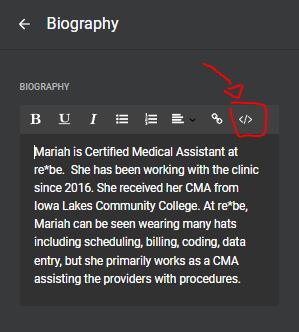 Biography
BIOGRAPHY
B U I </>
Mariah is Certified Medical Assistant at
re*be.  She has been working with the clinic
since 2016. She received her CMA from
Iowa Lakes Community College. At re*be,
Mariah can be seen wearing many hats
including scheduling, billing, coding, data
entry, but she primarily works as a CMA
assisting the providers with procedures.